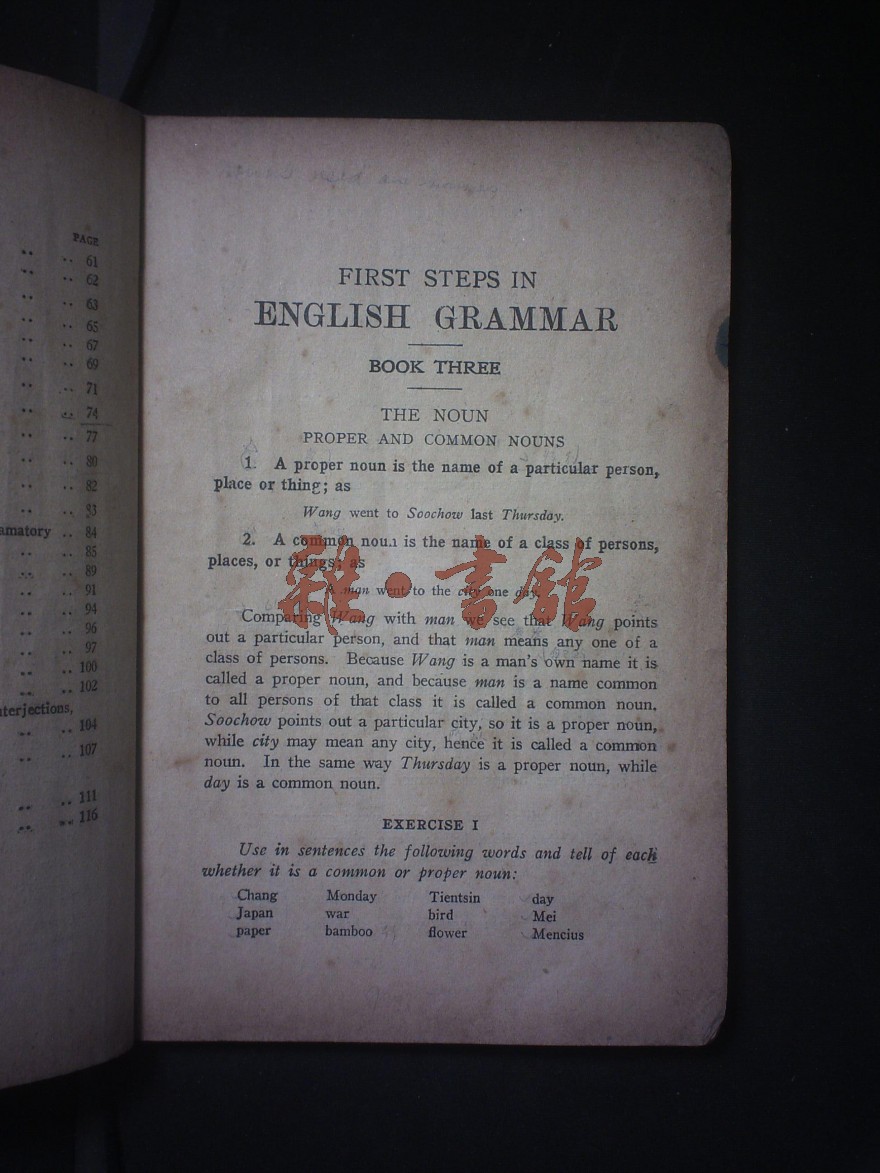 PAGE
.. .. 61
.. .. 62
.. .. 63
.. .. 65
.. .. 67
.. .. 69
.. .. 71
.. .. 74
.. .. 77
.. .. 80
.. .. 82
.. .. 83
amatory .. 84
.. .. 85
.. .. 89
.. .. 91
.. .. 94
.. .. 96
.. .. 97
.. .. 100
.. .. 102
terjections,
.. .. 104
.. .. 107
.. .. 111
.. .. 116
FIRST STEPS IN
ENGLISH GRAMMAR
BOOK THREE
THE NOUN
PROPER AND COMMON NOUNS
1. A proper noun is the name of a particular person,
place or thing; as
Wang went to Soochow last Thursday.
2. A common noun is the name of a class of persons,
places, or things; as
A man went to the city one day.
雜·書館
Comparing Wang with man we see that Wang points
out a particular person, and that man means any one of a
class of persons. Because Wang is a man's own name it is
called a proper noun, and because man is a name common
to all persons of that class it is called a common noun.
Soochow points out a particular city, so it is a proper noun,
while city may mean any city, hence it is called a common
noun. In the same way Thursday is a proper noun, while
day is a common noun.
EXERCISE I
Use in sentences the following words and tell of each
whether it is a common or proper noun:
Chang Monday Tientsin day
Japan war bird Mei
paper bamboo flower Mencius